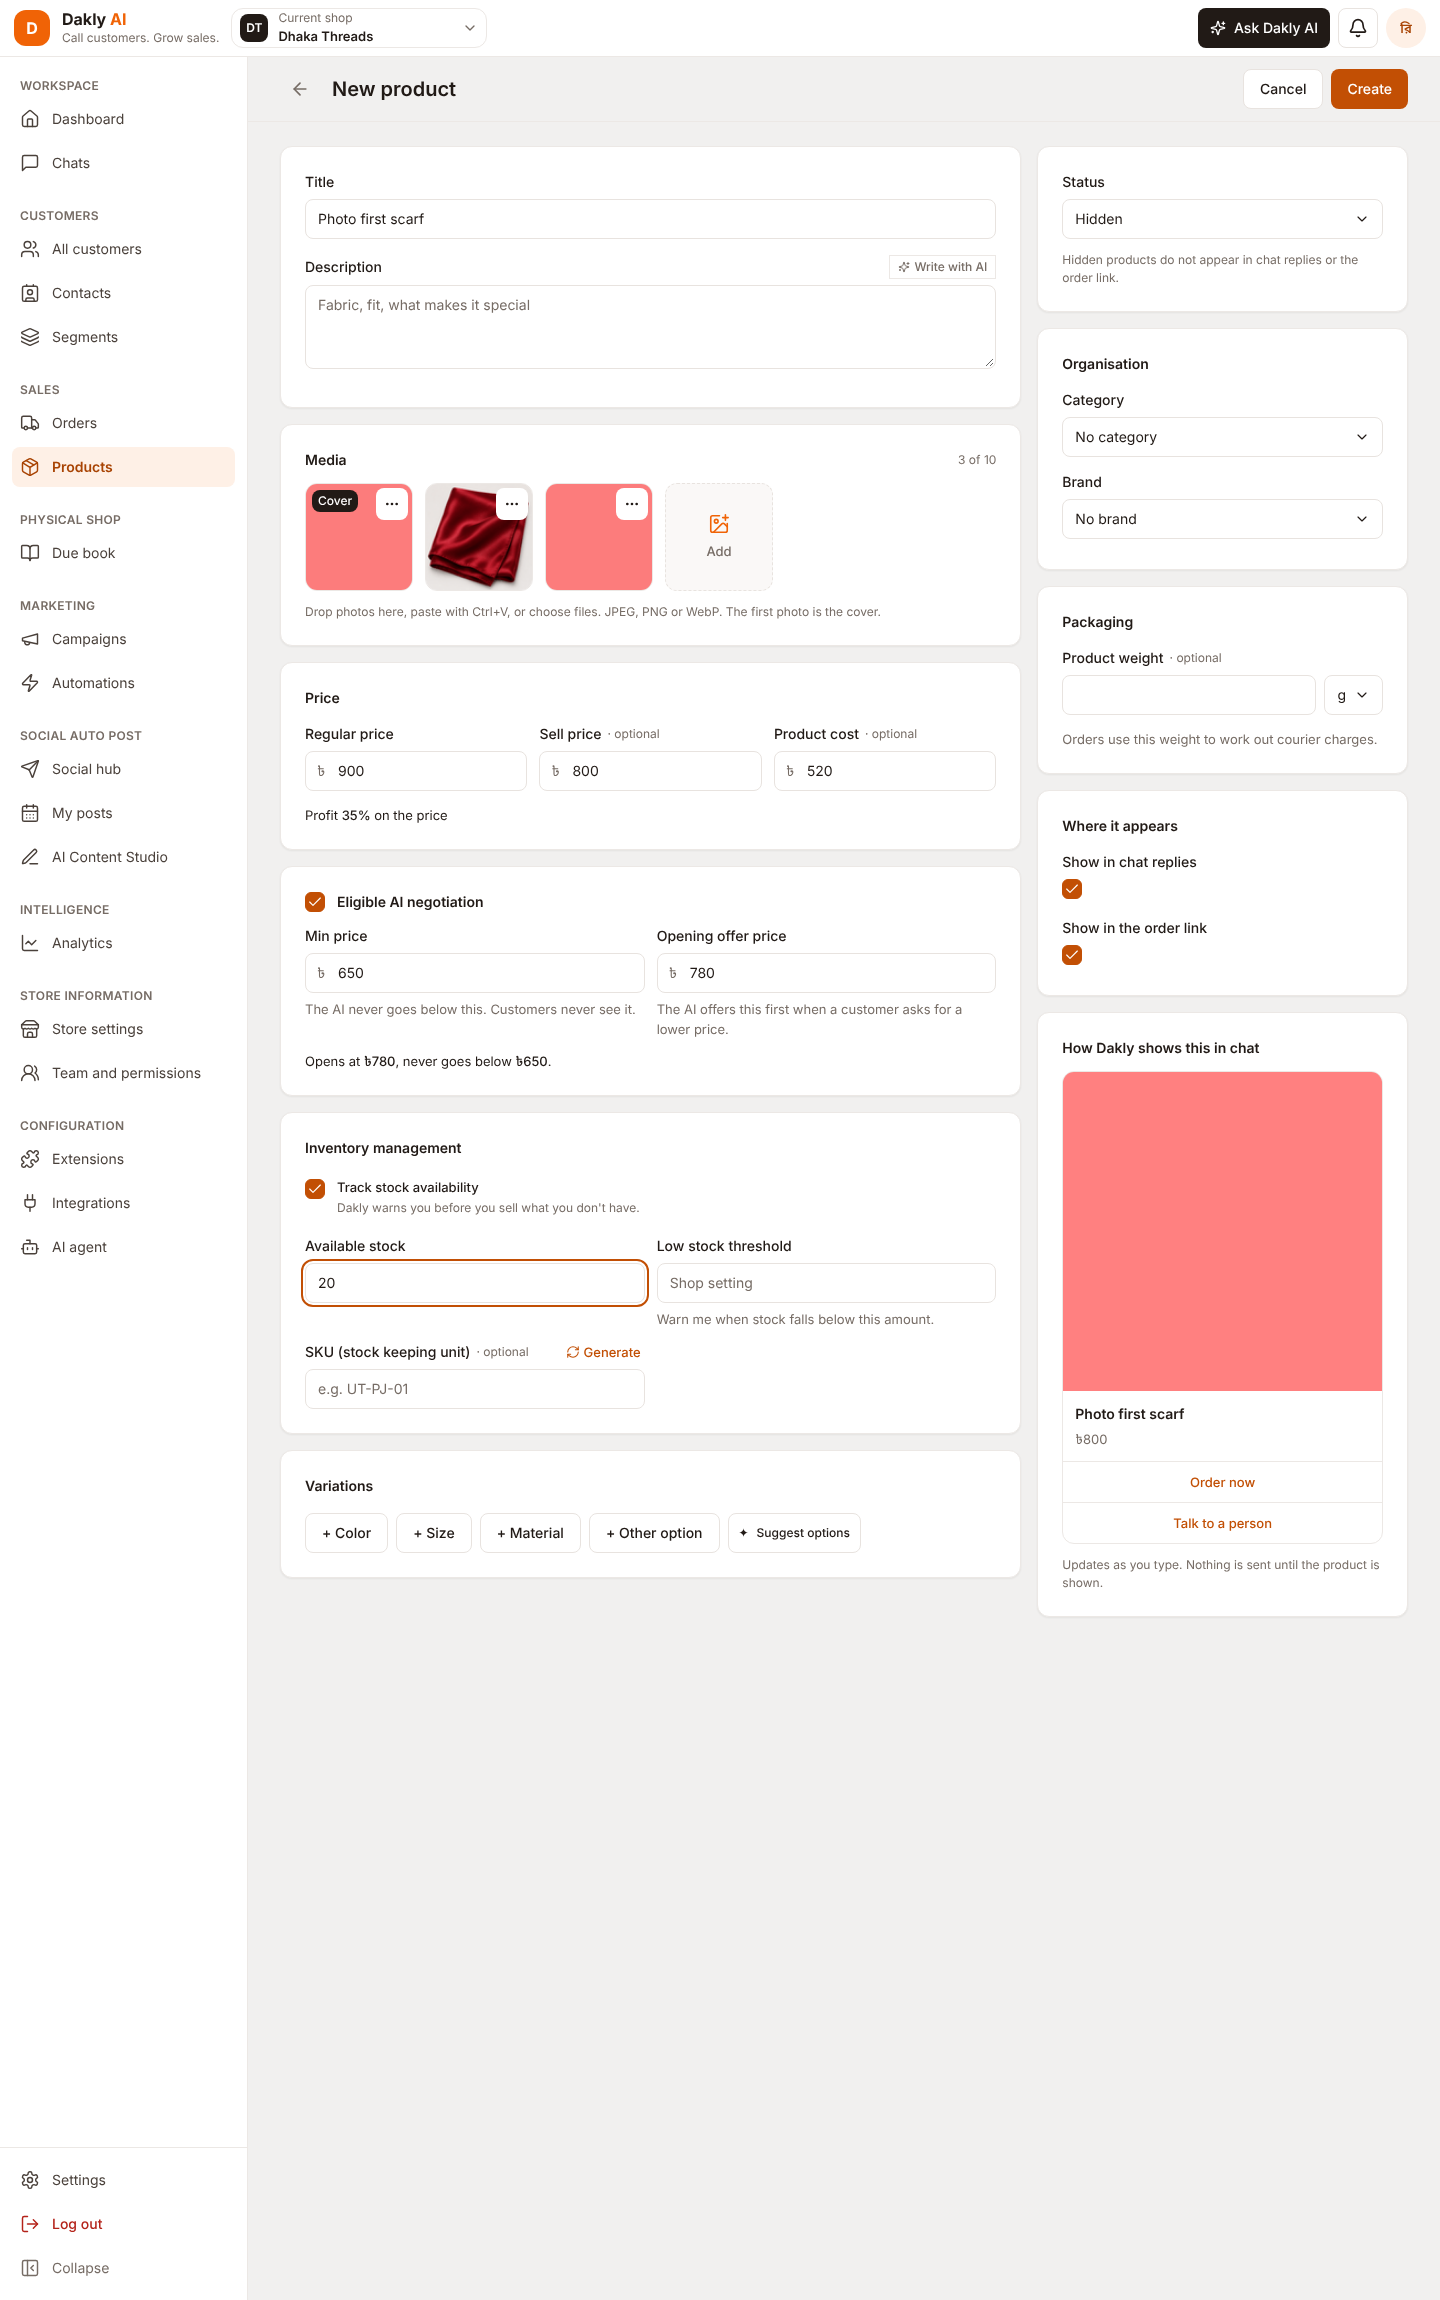 D
Dakly AI
Call customers. Grow sales.
DT
Current shop
Dhaka Threads
Ask Dakly AI
রি
WORKSPACE
Dashboard
Chats
CUSTOMERS
All customers
Contacts
Segments
SALES
Orders
Products
PHYSICAL SHOP
Due book
MARKETING
Campaigns
Automations
SOCIAL AUTO POST
Social hub
My posts
AI Content Studio
INTELLIGENCE
Analytics
STORE INFORMATION
Store settings
Team and permissions
CONFIGURATION
Extensions
Integrations
AI agent
Settings
Log out
Collapse
New product
Cancel
Create
Title
Photo first scarf
Description
Write with AI
Fabric, fit, what makes it special
Media
3 of 10
Cover
Add
Drop photos here, paste with Ctrl+V, or choose files. JPEG, PNG or WebP. The first photo is the cover.
Price
Regular price
Sell price · optional
Product cost · optional
৳ 900
৳ 800
৳ 520
Profit 35% on the price
Eligible AI negotiation
Min price
Opening offer price
৳ 650
৳ 780
The AI never goes below this. Customers never see it.
The AI offers this first when a customer asks for a
lower price.
Opens at ৳780, never goes below ৳650.
Inventory management
Track stock availability
Dakly warns you before you sell what you don't have.
Available stock
Low stock threshold
20
Shop setting
Warn me when stock falls below this amount.
SKU (stock keeping unit) · optional
Generate
e.g. UT-PJ-01
Variations
+ Color
+ Size
+ Material
+ Other option
✦ Suggest options
Status
Hidden
Hidden products do not appear in chat replies or the
order link.
Organisation
Category
No category
Brand
No brand
Packaging
Product weight · optional
g
Orders use this weight to work out courier charges.
Where it appears
Show in chat replies
Show in the order link
How Dakly shows this in chat
Photo first scarf
৳800
Order now
Talk to a person
Updates as you type. Nothing is sent until the product is
shown.